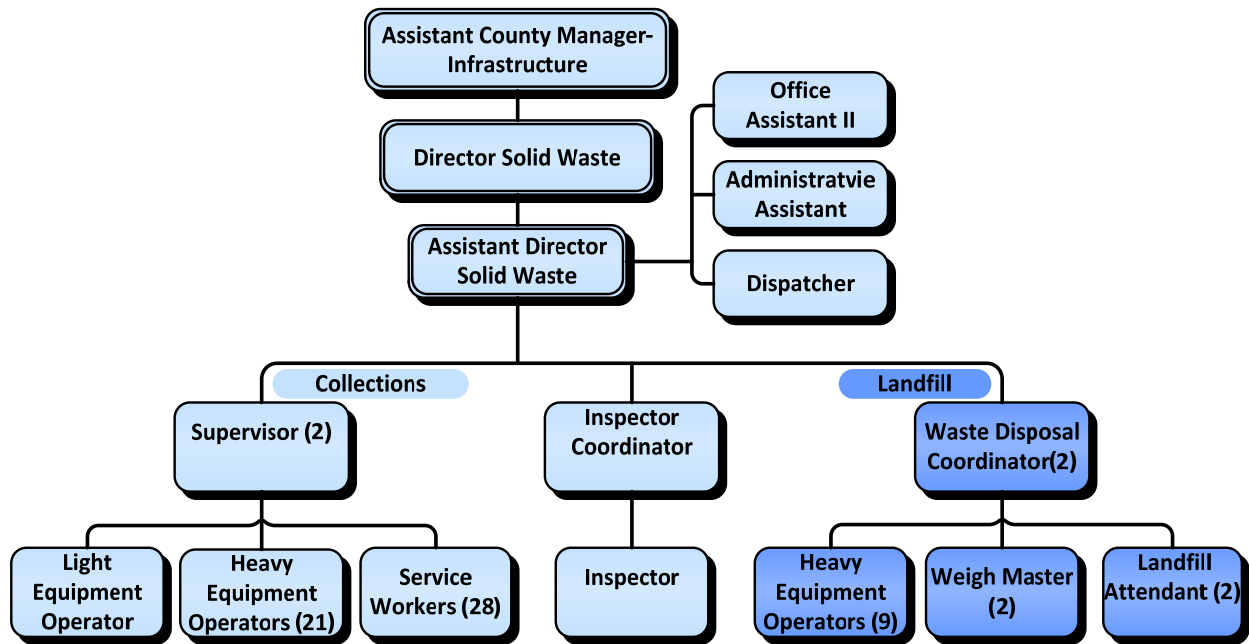 Assistant County Manager-
Infrastructure
Office
Assistant II
Director Solid Waste
Administratvie
Assistant
Assistant Director
Solid Waste
Dispatcher
Collections
Landfill
Supervisor (2)
Inspector
Coordinator
Waste Disposal
Coordinator(2)
Light
Equipment
Operator
Heavy
Equipment
Operators (21)
Service
Workers (28)
Inspector
Heavy
Equipment
Operators (9)
Weigh Master
(2)
Landfill
Attendant (2)